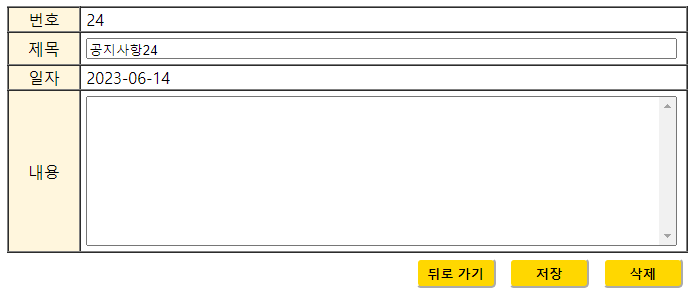 번호 24
제목 공지사항24
일자 2023-06-14
내용
뒤로 가기 저장 삭제